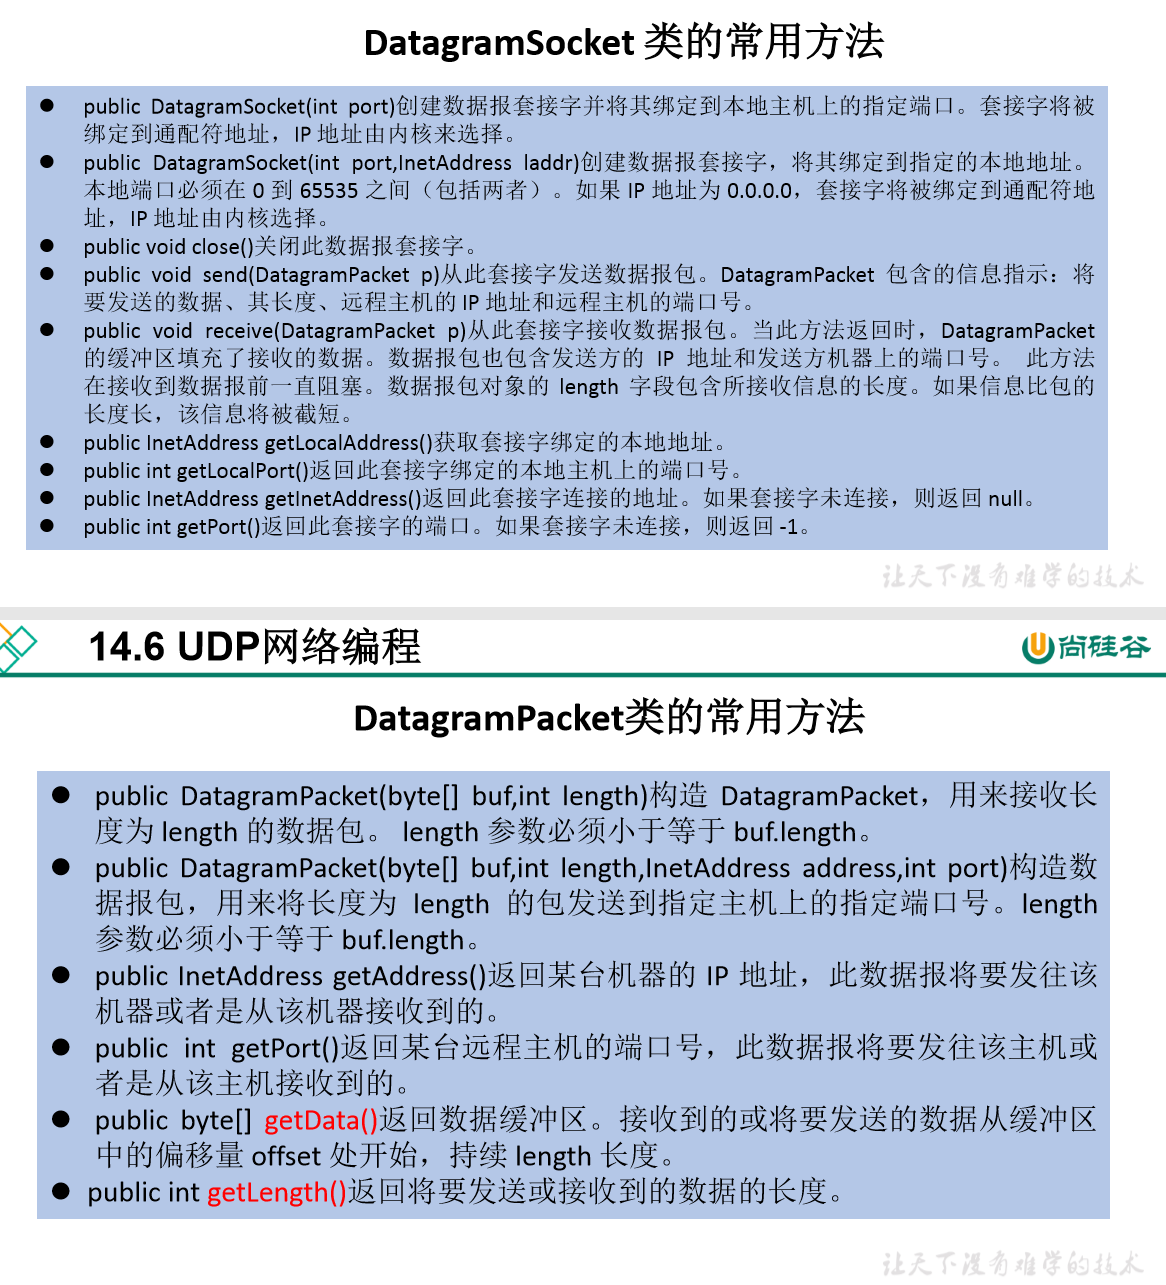 DatagramSocket 类的常用方法
● public DatagramSocket(int port)创建数据报套接字并将其绑定到本地主机上的指定端口。套接字将被
绑定到通配符地址，IP 地址由内核来选择。
● public DatagramSocket(int port,InetAddress laddr)创建数据报套接字，将其绑定到指定的本地地址。
本地端口必须在 0 到 65535 之间（包括两者）。如果 IP 地址为 0.0.0.0，套接字将被绑定到通配符地
址，IP 地址由内核选择。
● public void close()关闭此数据报套接字。
● public void send(DatagramPacket p)从此套接字发送数据报包。DatagramPacket 包含的信息指示：将
要发送的数据、其长度、远程主机的 IP 地址和远程主机的端口号。
● public void receive(DatagramPacket p)从此套接字接收数据报包。当此方法返回时，DatagramPacket
的缓冲区填充了接收的数据。数据报包也包含发送方的 IP 地址和发送方机器上的端口号。 此方法
在接收到数据报前一直阻塞。数据报包对象的 length 字段包含所接收信息的长度。如果信息比包的
长度长，该信息将被截短。
● public InetAddress getLocalAddress()获取套接字绑定的本地地址。
● public int getLocalPort()返回此套接字绑定的本地主机上的端口号。
● public InetAddress getInetAddress()返回此套接字连接的地址。如果套接字未连接，则返回 null。
● public int getPort()返回此套接字的端口。如果套接字未连接，则返回 -1。
让天下没有难学的技术
14.6 UDP网络编程
尚硅谷
DatagramPacket类的常用方法
● public DatagramPacket(byte[] buf,int length)构造 DatagramPacket，用来接收长
度为 length 的数据包。 length 参数必须小于等于 buf.length。
● public DatagramPacket(byte[] buf,int length,InetAddress address,int port)构造数
据报包，用来将长度为 length 的包发送到指定主机上的指定端口号。length
参数必须小于等于 buf.length。
● public InetAddress getAddress()返回某台机器的 IP 地址，此数据报将要发往该
机器或者是从该机器接收到的。
● public int getPort()返回某台远程主机的端口号，此数据报将要发往该主机或
者是从该主机接收到的。
● public byte[] getData()返回数据缓冲区。接收到的或将要发送的数据从缓冲区
中的偏移量 offset 处开始，持续 length 长度。
● public int getLength()返回将要发送或接收到的数据的长度。
让天下没有难学的技术